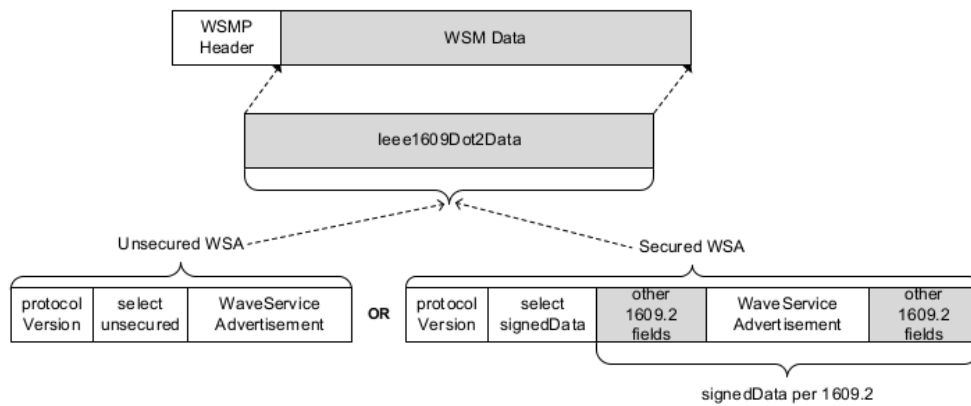 WSMP
Header
WSM Data
Ieee1609Dot2Data
Unsecured WSA
Secured WSA
protocol
Version
select
unsecured
WaveService
Advertisement
OR
protocol
Version
select
signedData
other
1609.2
fields
WaveService
Advertisement
other
1609.2
fields
signedData per 1609.2